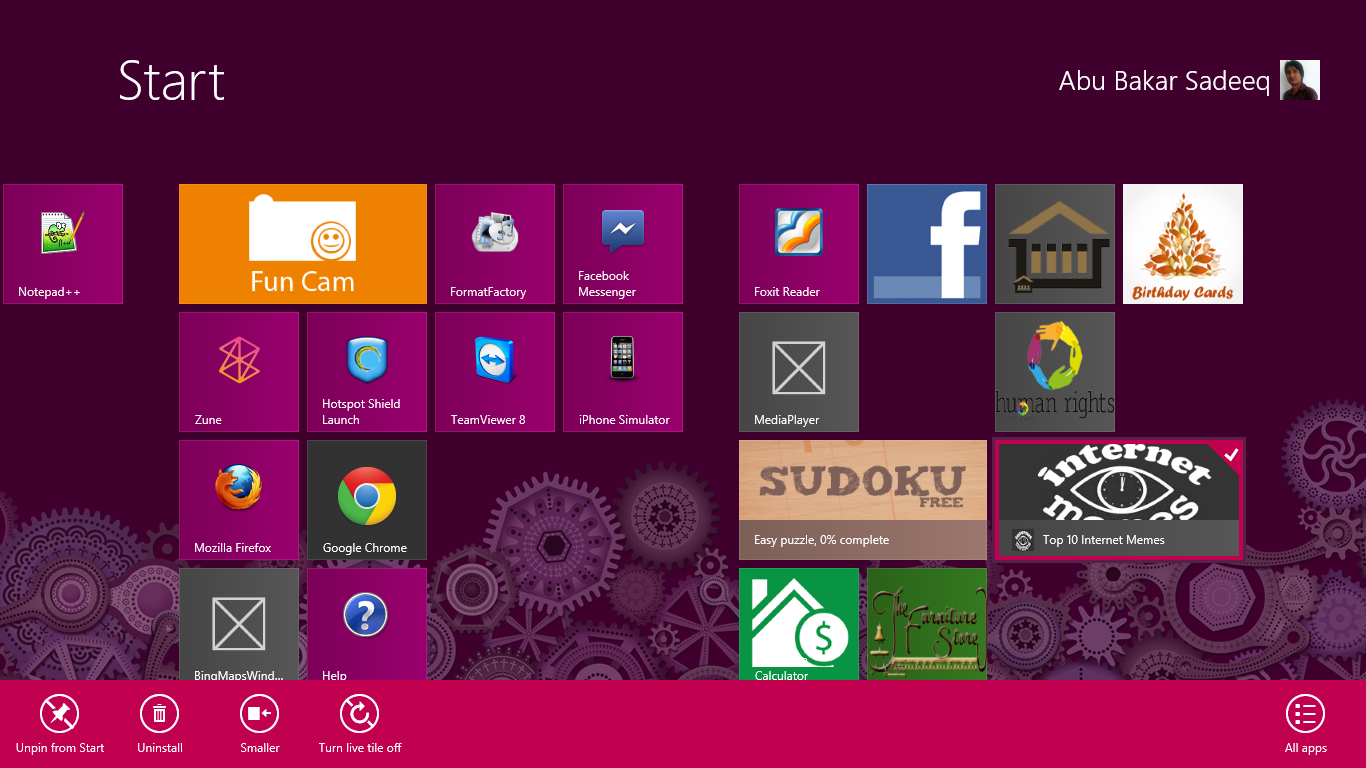 Start
Abu Bakar Sadeeq
Notepad++
Fun Cam
FormatFactory
Facebook
Messenger
Foxit Reader
f
Birthday Cards
Zune
Hotspot Shield
Launch
TeamViewer 8
iPhone Simulator
MediaPlayer
human rights
Mozilla Firefox
Google Chrome
SUDOKU
FREE
Easy puzzle, 0% complete
internet
memes
Top 10 Internet Memes
BingMapsWind...
Help
Calculator
The
Furniture
Store
Unpin from Start
Uninstall
Smaller
Turn live tile off
All apps